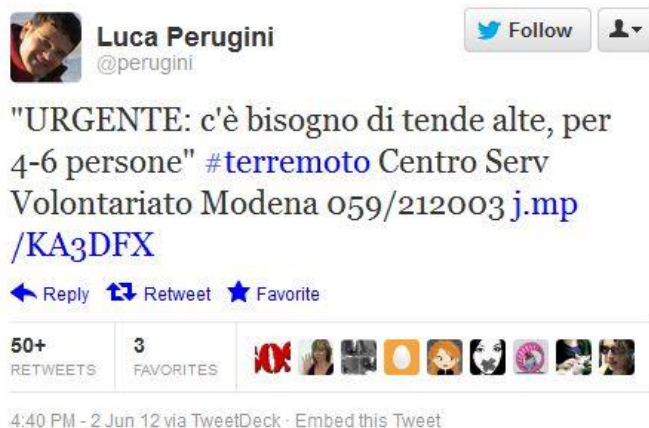 Luca Perugini
@perugini
Follow
"URGENTE: c'è bisogno di tende alte, per
4-6 persone" #terremoto Centro Serv
Volontariato Modena 059/212003 j.mp
/KA3DFX
Reply Retweet Favorite
50+
RETWEETS
3
FAVORITES
4:40 PM - 2 Jun 12 via TweetDeck · Embed this Tweet